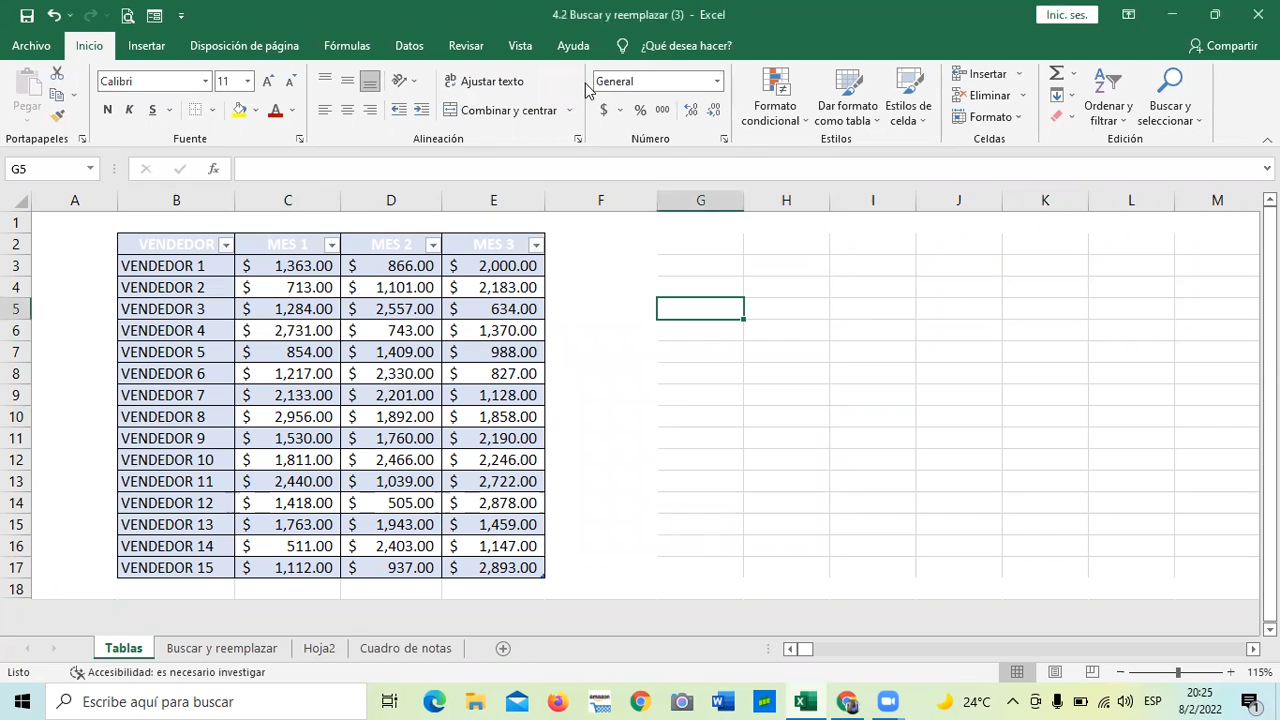 4.2 Buscar y reemplazar (3) - Excel
Inic. ses.
Archivo Inicio Insertar Disposición de página Fórmulas Datos Revisar Vista Ayuda ¿Qué desea hacer? Compartir
Pegar
Calibri 11
N K S
Ajustar texto
Combinar y centrar
General
$ % 000
Formato condicional
Dar formato como tabla
Estilos de celda
Insertar
Eliminar
Formato
Ordenar y filtrar
Buscar y seleccionar
Portapapeles Fuente Alineación Número Estilos Celdas Edición
G5 fx
A B C D E F G H I J K L M
1
2 VENDEDOR MES 1 MES 2 MES 3
3 VENDEDOR 1 $ 1,363.00 $ 866.00 $ 2,000.00
4 VENDEDOR 2 $ 713.00 $ 1,101.00 $ 2,183.00
5 VENDEDOR 3 $ 1,284.00 $ 2,557.00 $ 634.00
6 VENDEDOR 4 $ 2,731.00 $ 743.00 $ 1,370.00
7 VENDEDOR 5 $ 854.00 $ 1,409.00 $ 988.00
8 VENDEDOR 6 $ 1,217.00 $ 2,330.00 $ 827.00
9 VENDEDOR 7 $ 2,133.00 $ 2,201.00 $ 1,128.00
10 VENDEDOR 8 $ 2,956.00 $ 1,892.00 $ 1,858.00
11 VENDEDOR 9 $ 1,530.00 $ 1,760.00 $ 2,190.00
12 VENDEDOR 10 $ 1,811.00 $ 2,466.00 $ 2,246.00
13 VENDEDOR 11 $ 2,440.00 $ 1,039.00 $ 2,722.00
14 VENDEDOR 12 $ 1,418.00 $ 505.00 $ 2,878.00
15 VENDEDOR 13 $ 1,763.00 $ 1,943.00 $ 1,459.00
16 VENDEDOR 14 $ 511.00 $ 2,403.00 $ 1,147.00
17 VENDEDOR 15 $ 1,112.00 $ 937.00 $ 2,893.00
18
Tablas Buscar y reemplazar Hoja2 Cuadro de notas
Listo Accesibilidad: es necesario investigar 115%
Escribe aquí para buscar 24°C ESP 20:25
8/2/2022